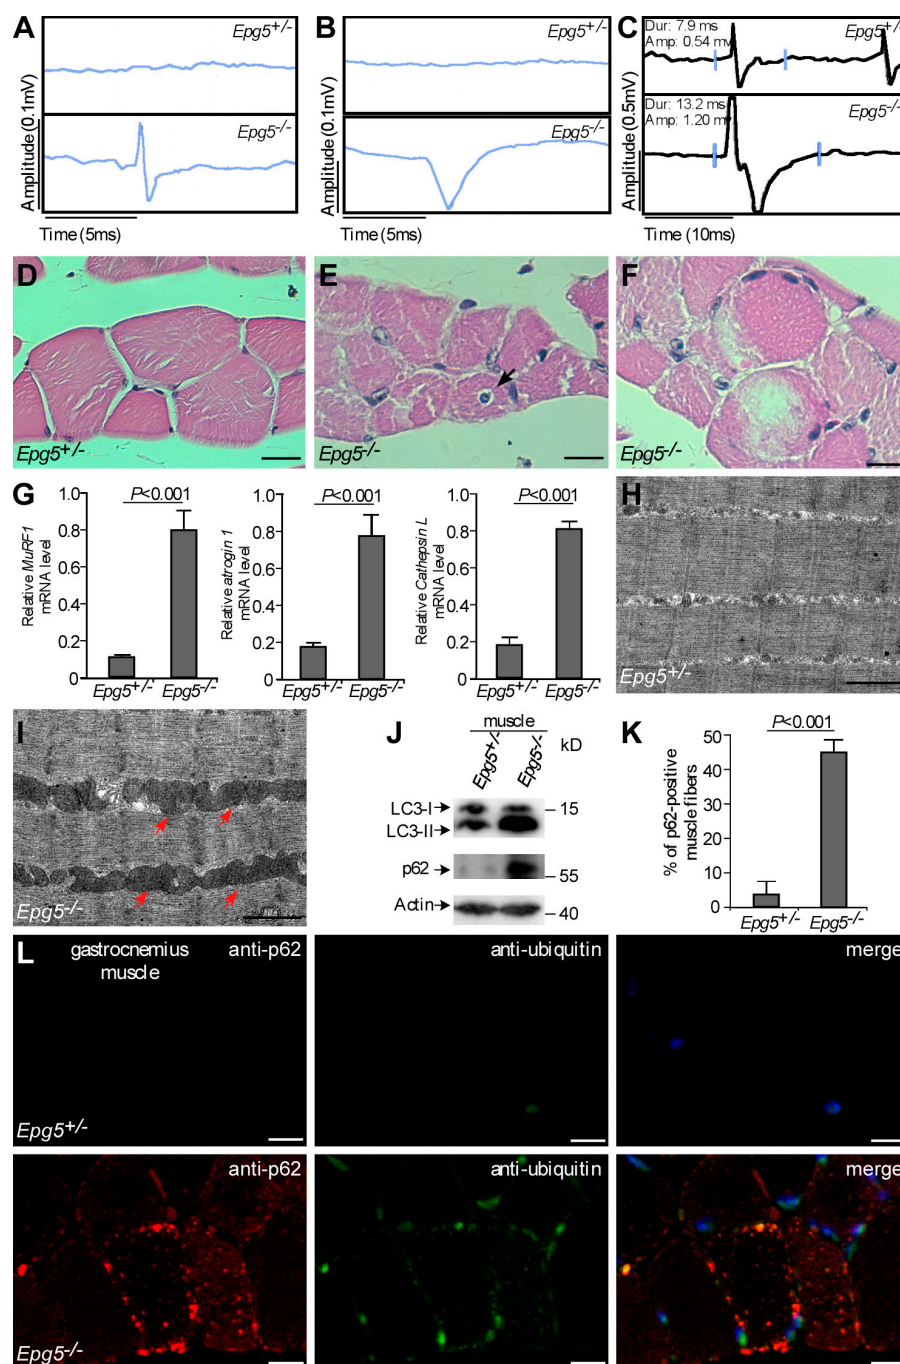 A
Epg5+/-
Epg5-/-
Amplitude (0.1mV)
Time (5ms)
B
Epg5+/-
Epg5-/-
Amplitude (0.1mV)
Time (5ms)
C
Dur: 7.9 ms
Amp: 0.54 mV
Epg5+/-
Dur: 13.2 ms
Amp: 1.20 mV
Epg5-/-
Amplitude (0.5mV)
Time (10ms)
D
Epg5+/-
E
Epg5-/-
F
Epg5-/-
G
Relative MuRF1
mRNA level
1.0
0.8
0.6
0.4
0.2
P<0.001
Epg5+/-
Epg5-/-
Relative atrogin 1
mRNA level
1.0
0.8
0.6
0.4
0.2
P<0.001
Epg5+/-
Epg5-/-
Relative Cathepsin L
mRNA level
1.0
0.8
0.6
0.4
0.2
P<0.001
Epg5+/-
Epg5-/-
H
Epg5+/-
I
Epg5-/-
J
muscle
Epg5+/-
Epg5-/-
kD
LC3-I
15
LC3-II
p62
55
Actin
40
K
P<0.001
% of p62-positive
muscle fibers
50
40
30
20
10
0
Epg5+/-
Epg5-/-
L
gastrocnemius
muscle
anti-p62
Epg5+/-
anti-ubiquitin
merge
anti-p62
Epg5-/-
anti-ubiquitin
merge